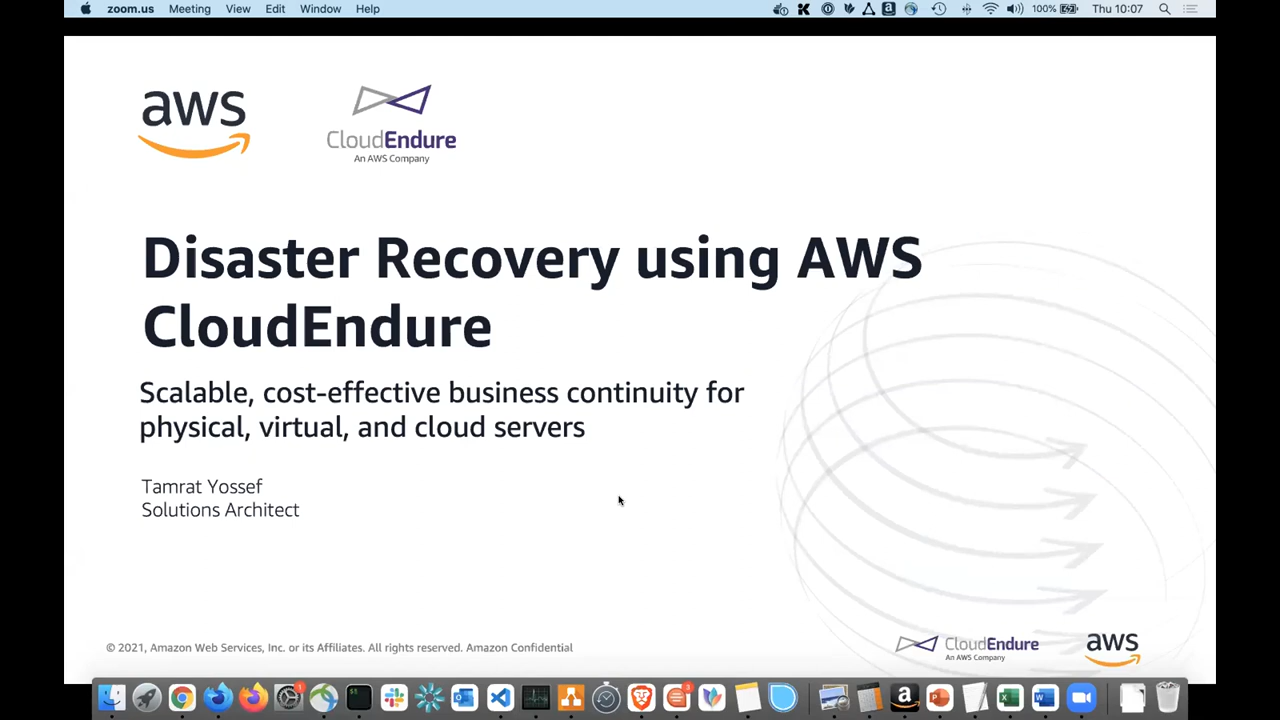 zoom.us Meeting View Edit Window Help 100% Thu 10:07
aws
CloudEndure
An AWS Company
Disaster Recovery using AWS
CloudEndure
Scalable, cost-effective business continuity for
physical, virtual, and cloud servers
Tamrat Yossef
Solutions Architect
© 2021, Amazon Web Services, Inc. or its Affiliates. All rights reserved. Amazon Confidential
CloudEndure
An AWS Company
aws